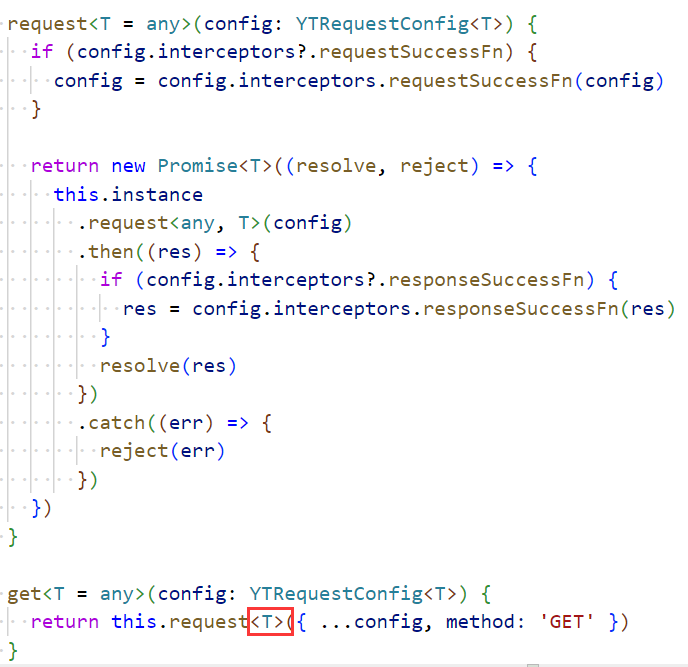 request<T = any>(config: YTRequestConfig<T>) {
if (config.interceptors?.requestSuccessFn) {
config = config.interceptors.requestSuccessFn(config)
}
return new Promise<T>((resolve, reject) => {
this.instance
.request<any, T>(config)
.then((res) => {
if (config.interceptors?.responseSuccessFn) {
res = config.interceptors.responseSuccessFn(res)
}
resolve(res)
})
.catch((err) => {
reject(err)
})
})
}
get<T = any>(config: YTRequestConfig<T>) {
return this.request<T>({ ...config, method: 'GET' })
}